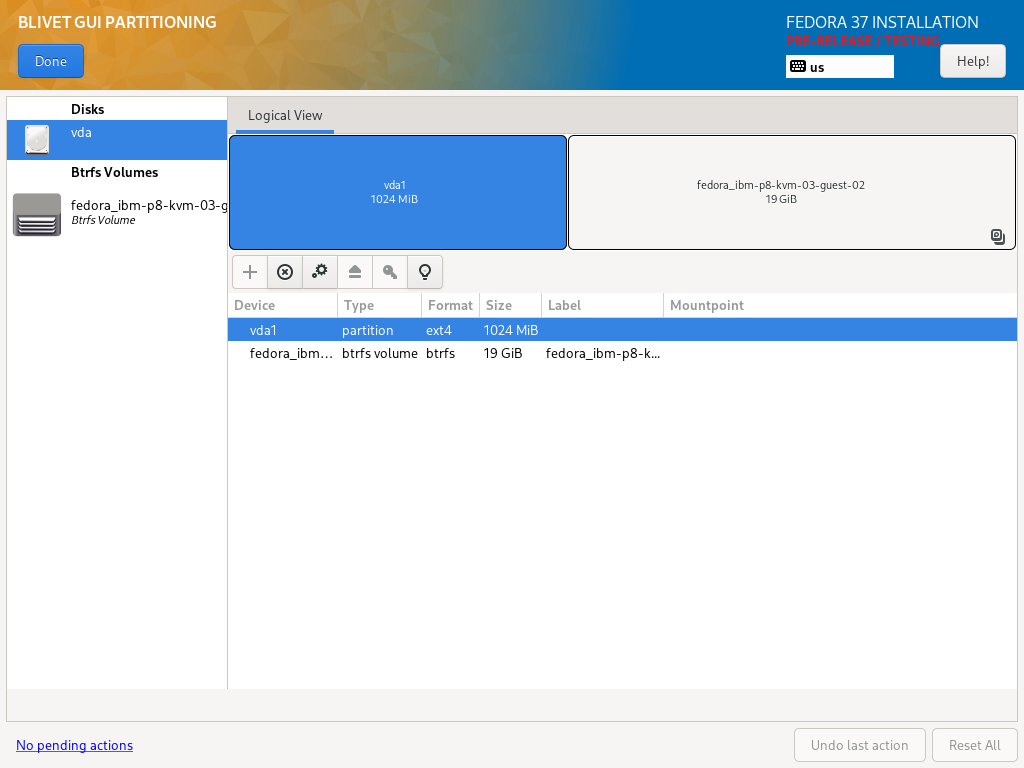 BLIVET GUI PARTITIONING
Done
FEDORA 37 INSTALLATION
PRE-RELEASE / TESTING
us
Help!
Disks
vda
Btrfs Volumes
fedora_ibm-p8-kvm-03-g
Btrfs Volume
Logical View
vda1
1024 MiB
fedora_ibm-p8-kvm-03-guest-02
19 GiB
Device Type Format Size Label Mountpoint
vda1 partition ext4 1024 MiB
fedora_ibm... btrfs volume btrfs 19 GiB fedora_ibm-p8-k...
No pending actions
Undo last action
Reset All